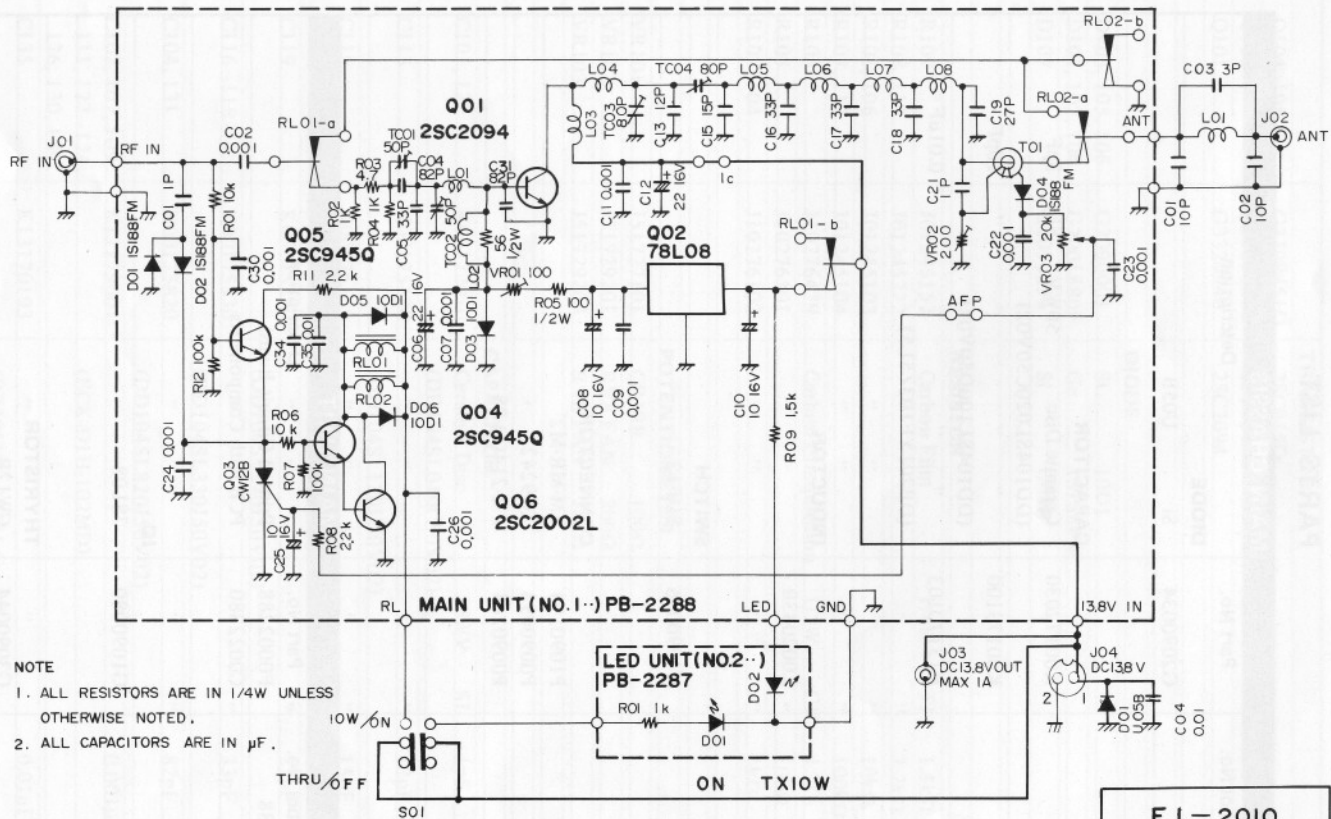 RL02-b
L04
TC04 80P
L05
L06
L07
L08
C03 3P
Q01
2SC2094
L03
TC03
80P
C13 12P
C15 15P
C16 33P
C17 33P
C18 33P
C19
27P
RL02-a
J01
RF IN
RF IN
C02
0.001
RL01-a
TC01
50P
R03
4.7
C04
82P
L01
C31
T01
ANT
L01
J02
ANT
C01 1P
R01 10k
R02
1K
R04 1K
C05 33P
50P
TC02
56
1/2W
L02
C11 0.001
C12
22 16V
1c
C21
1P
D04
1S188
FM
C01
10P
C02
10P
D01 1S188FM
D02 1S188FM
C30
0.001
Q05
2SC945Q
R11 2.2k
Q02
78L08
RL01-b
VR02
200
C22
0.001
VR03 20k
C23
0.001
D05
10D1
C06 22 16V
C07 0.001
D03 10D1
VR01 100
R05 100
1/2W
AFP
R12 100k
C34 0.001
C35 0.01
RL01
RL02
D06
10D1
C08
10 16V
C09
0.001
C10
10 16V
Q04
2SC945Q
R09 1.5k
C24 0.001
R06
10k
Q03
CW12B
R07
100k
Q06
2SC2002L
C25
10
16V
R08
2.2k
C26
0.001
RL
MAIN UNIT (NO.1··) PB-2288
LED
GND
13.8V IN
NOTE
1. ALL RESISTORS ARE IN 1/4W UNLESS
OTHERWISE NOTED.
2. ALL CAPACITORS ARE IN µF.
LED UNIT (NO.2··)
PB-2287
D02
J03
DC13.8V OUT
MAX 1A
J04
DC13.8V
2
1
10W/ON
R01 1k
D01
D01
U05B
C04
0.01
THRU/OFF
ON TX10W
S01
FL-2010